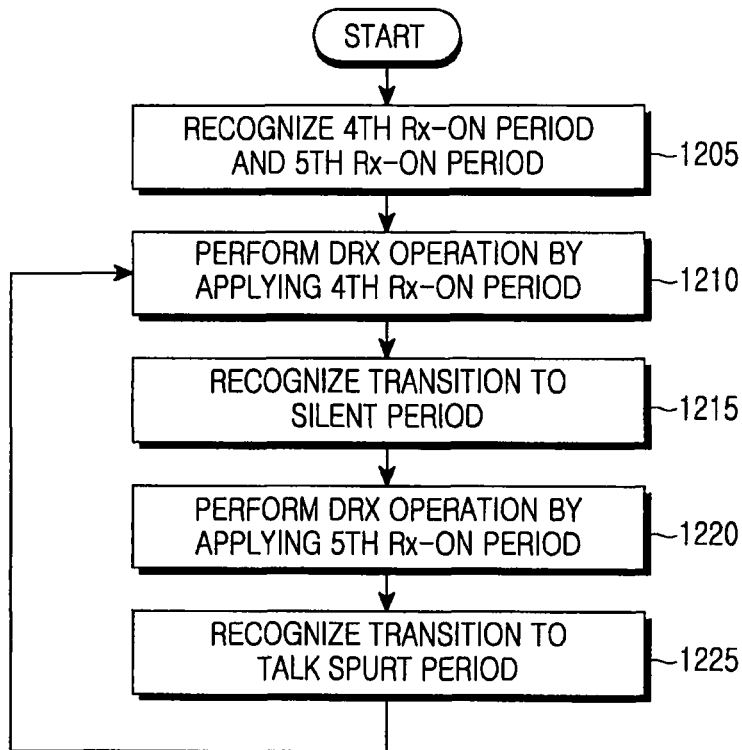 START
RECOGNIZE 4TH Rx-ON PERIOD
AND 5TH Rx-ON PERIOD
1205
PERFORM DRX OPERATION BY
APPLYING 4TH Rx-ON PERIOD
1210
RECOGNIZE TRANSITION TO
SILENT PERIOD
1215
PERFORM DRX OPERATION BY
APPLYING 5TH Rx-ON PERIOD
1220
RECOGNIZE TRANSITION TO
TALK SPURT PERIOD
1225